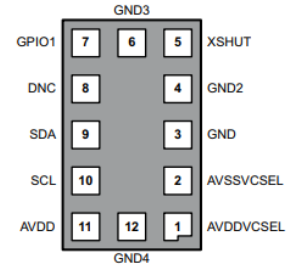 GND3
GPIO1 7 6 5 XSHUT
DNC 8 4 GND2
SDA 9 3 GND
SCL 10 2 AVSSVCSEL
AVDD 11 12 1 AVDDVCSEL
GND4